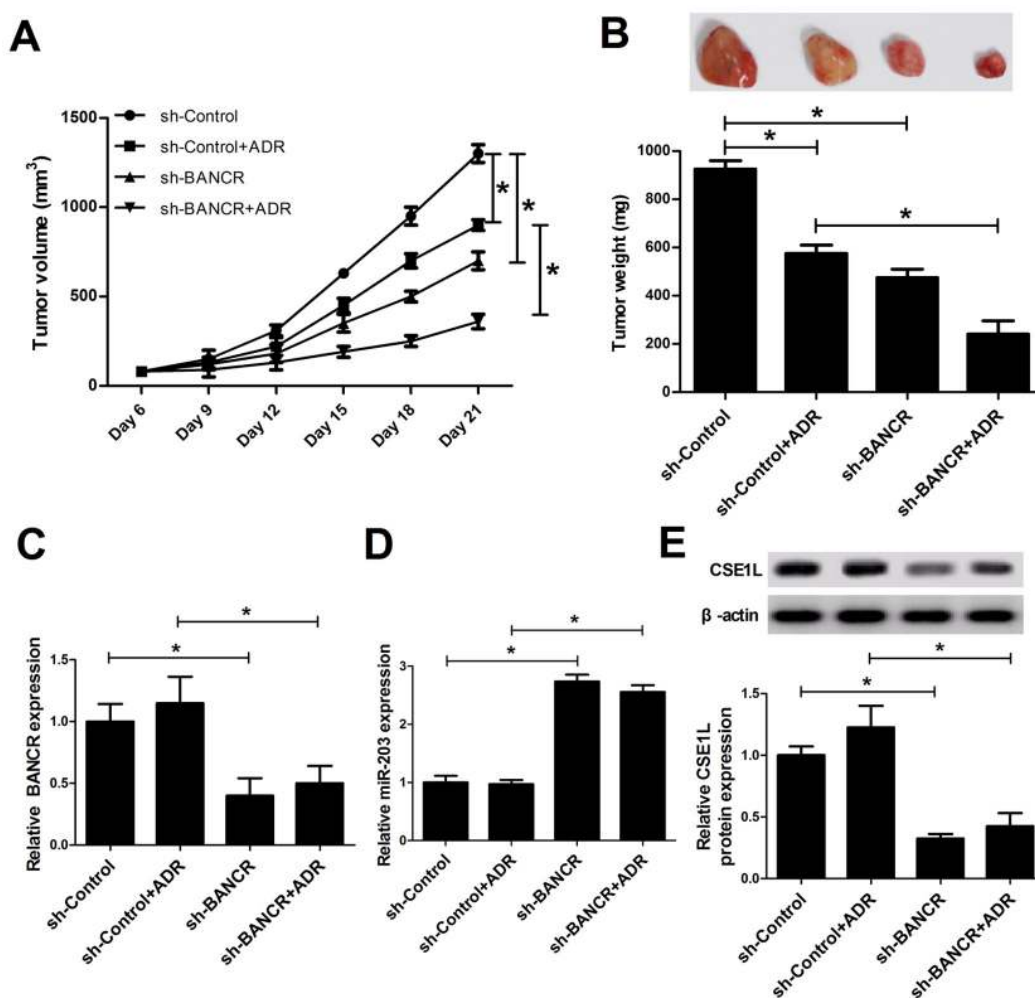 A
sh-Control
sh-Control+ADR
sh-BANCR
sh-BANCR+ADR
Tumor volume (mm³)
1500
1000
500
0
Day 6
Day 9
Day 12
Day 15
Day 18
Day 21
*
*
*
B
*
*
*
Tumor weight (mg)
1000
800
600
400
200
0
sh-Control
sh-Control+ADR
sh-BANCR
sh-BANCR+ADR
C
*
*
Relative BANCR expression
1.5
1.0
0.5
0.0
sh-Control
sh-Control+ADR
sh-BANCR
sh-BANCR+ADR
D
*
*
Relative miR-203 expression
3
2
1
0
sh-Control
sh-Control+ADR
sh-BANCR
sh-BANCR+ADR
E
CSE1L
β -actin
*
*
Relative CSE1L
protein expression
1.5
1.0
0.5
0.0
sh-Control
sh-Control+ADR
sh-BANCR
sh-BANCR+ADR